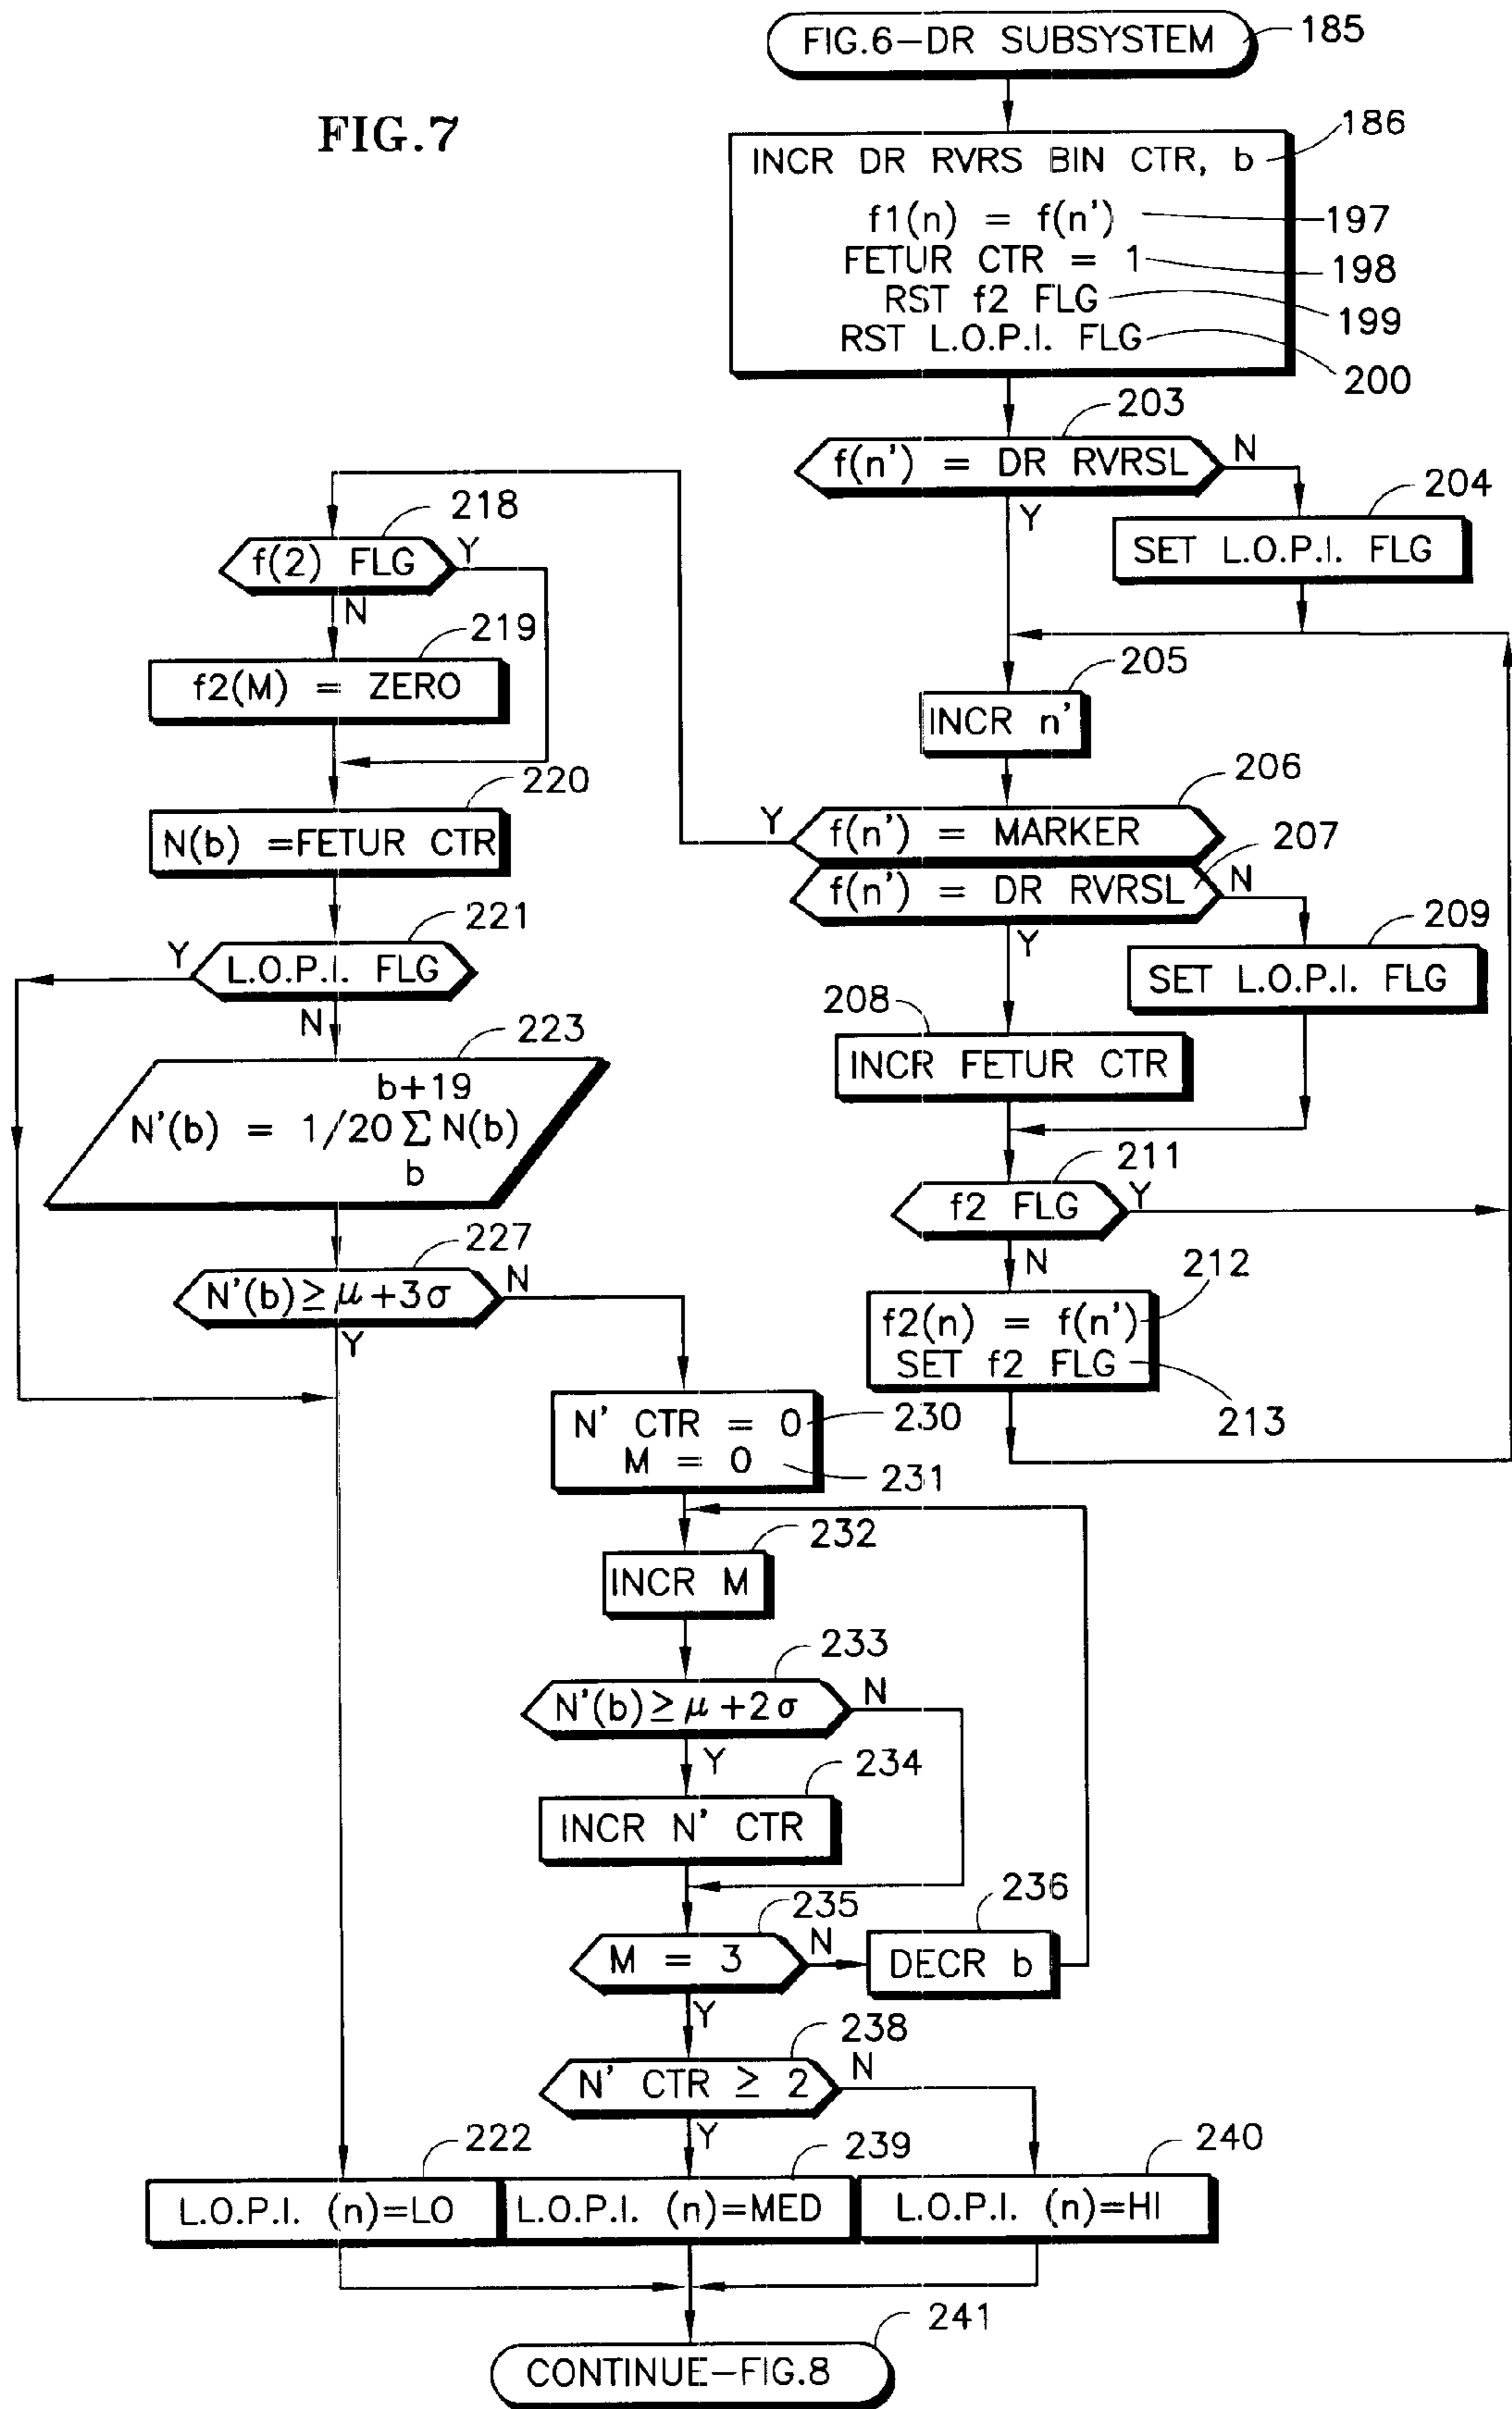 FIG.7
FIG.6-DR SUBSYSTEM
185
INCR DR RVRS BIN CTR, b
186
f1(n) = f(n')
197
FETUR CTR = 1
198
RST f2 FLG
199
RST L.O.P.I. FLG
200
203
f(n') = DR RVRSL
N
Y
204
SET L.O.P.I. FLG
205
INCR n'
206
f(n') = MARKER
Y
207
f(n') = DR RVRSL
N
Y
209
SET L.O.P.I. FLG
208
INCR FETUR CTR
211
f2 FLG
Y
N
212
f2(n) = f(n')
SET f2 FLG
213
218
f(2) FLG
Y
N
219
f2(M) = ZERO
220
N(b) =FETUR CTR
221
Y
L.O.P.I. FLG
N
223
b+19
N'(b) = 1/20 ∑ N(b)
b
227
N'(b) ≥ μ +3σ
N
Y
N' CTR = 0
230
M = 0
231
232
INCR M
233
N'(b) ≥ μ +2σ
N
Y
234
INCR N' CTR
235
M = 3
N
Y
236
DECR b
238
N' CTR ≥ 2
N
Y
222
L.O.P.I. (n)=LO
239
L.O.P.I. (n)=MED
240
L.O.P.I. (n)=HI
241
CONTINUE-FIG.8